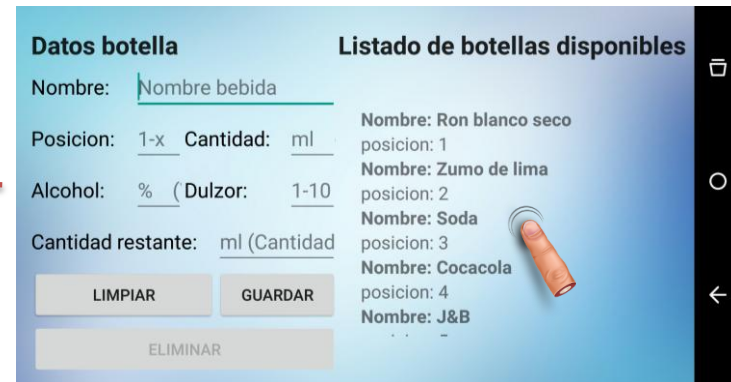 Datos botella
Nombre: Nombre bebida
Posicion: 1-x Cantidad: ml
Alcohol: % ( Dulzor: 1-10
Cantidad restante: ml (Cantidad
LIMPIAR GUARDAR
ELIMINAR
Listado de botellas disponibles
Nombre: Ron blanco seco
posicion: 1
Nombre: Zumo de lima
posicion: 2
Nombre: Soda
posicion: 3
Nombre: Cocacola
posicion: 4
Nombre: J&B